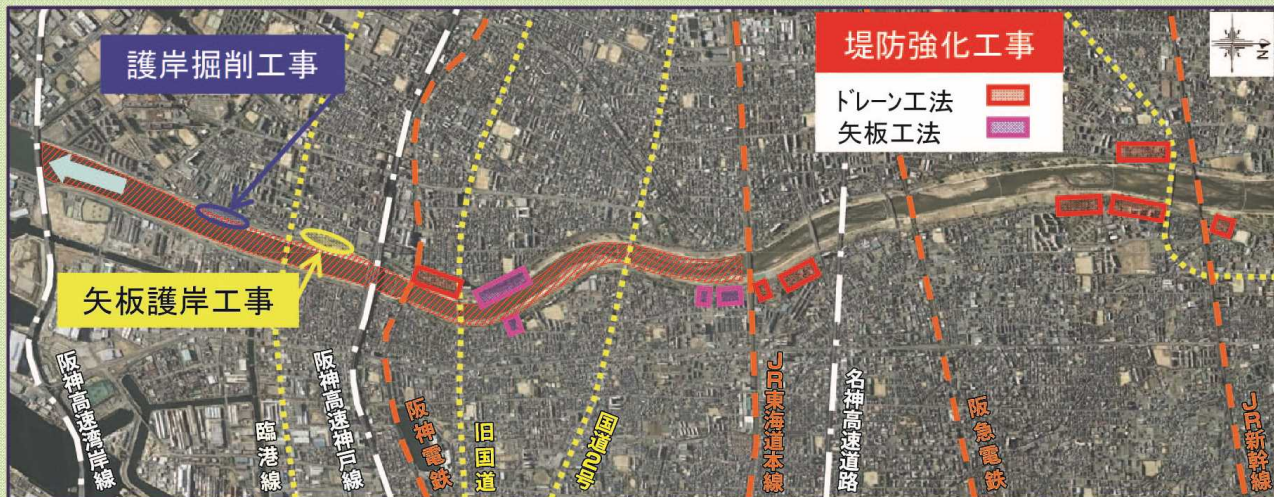 護岸掘削工事
堤防強化工事
ドレーン工法
矢板工法
N
矢板護岸工事
阪神高速湾岸線
臨港線
阪神高速神戸線
阪神電鉄
旧国道
国道2号
JR東海道本線
名神高速道路
阪急電鉄
JR新幹線